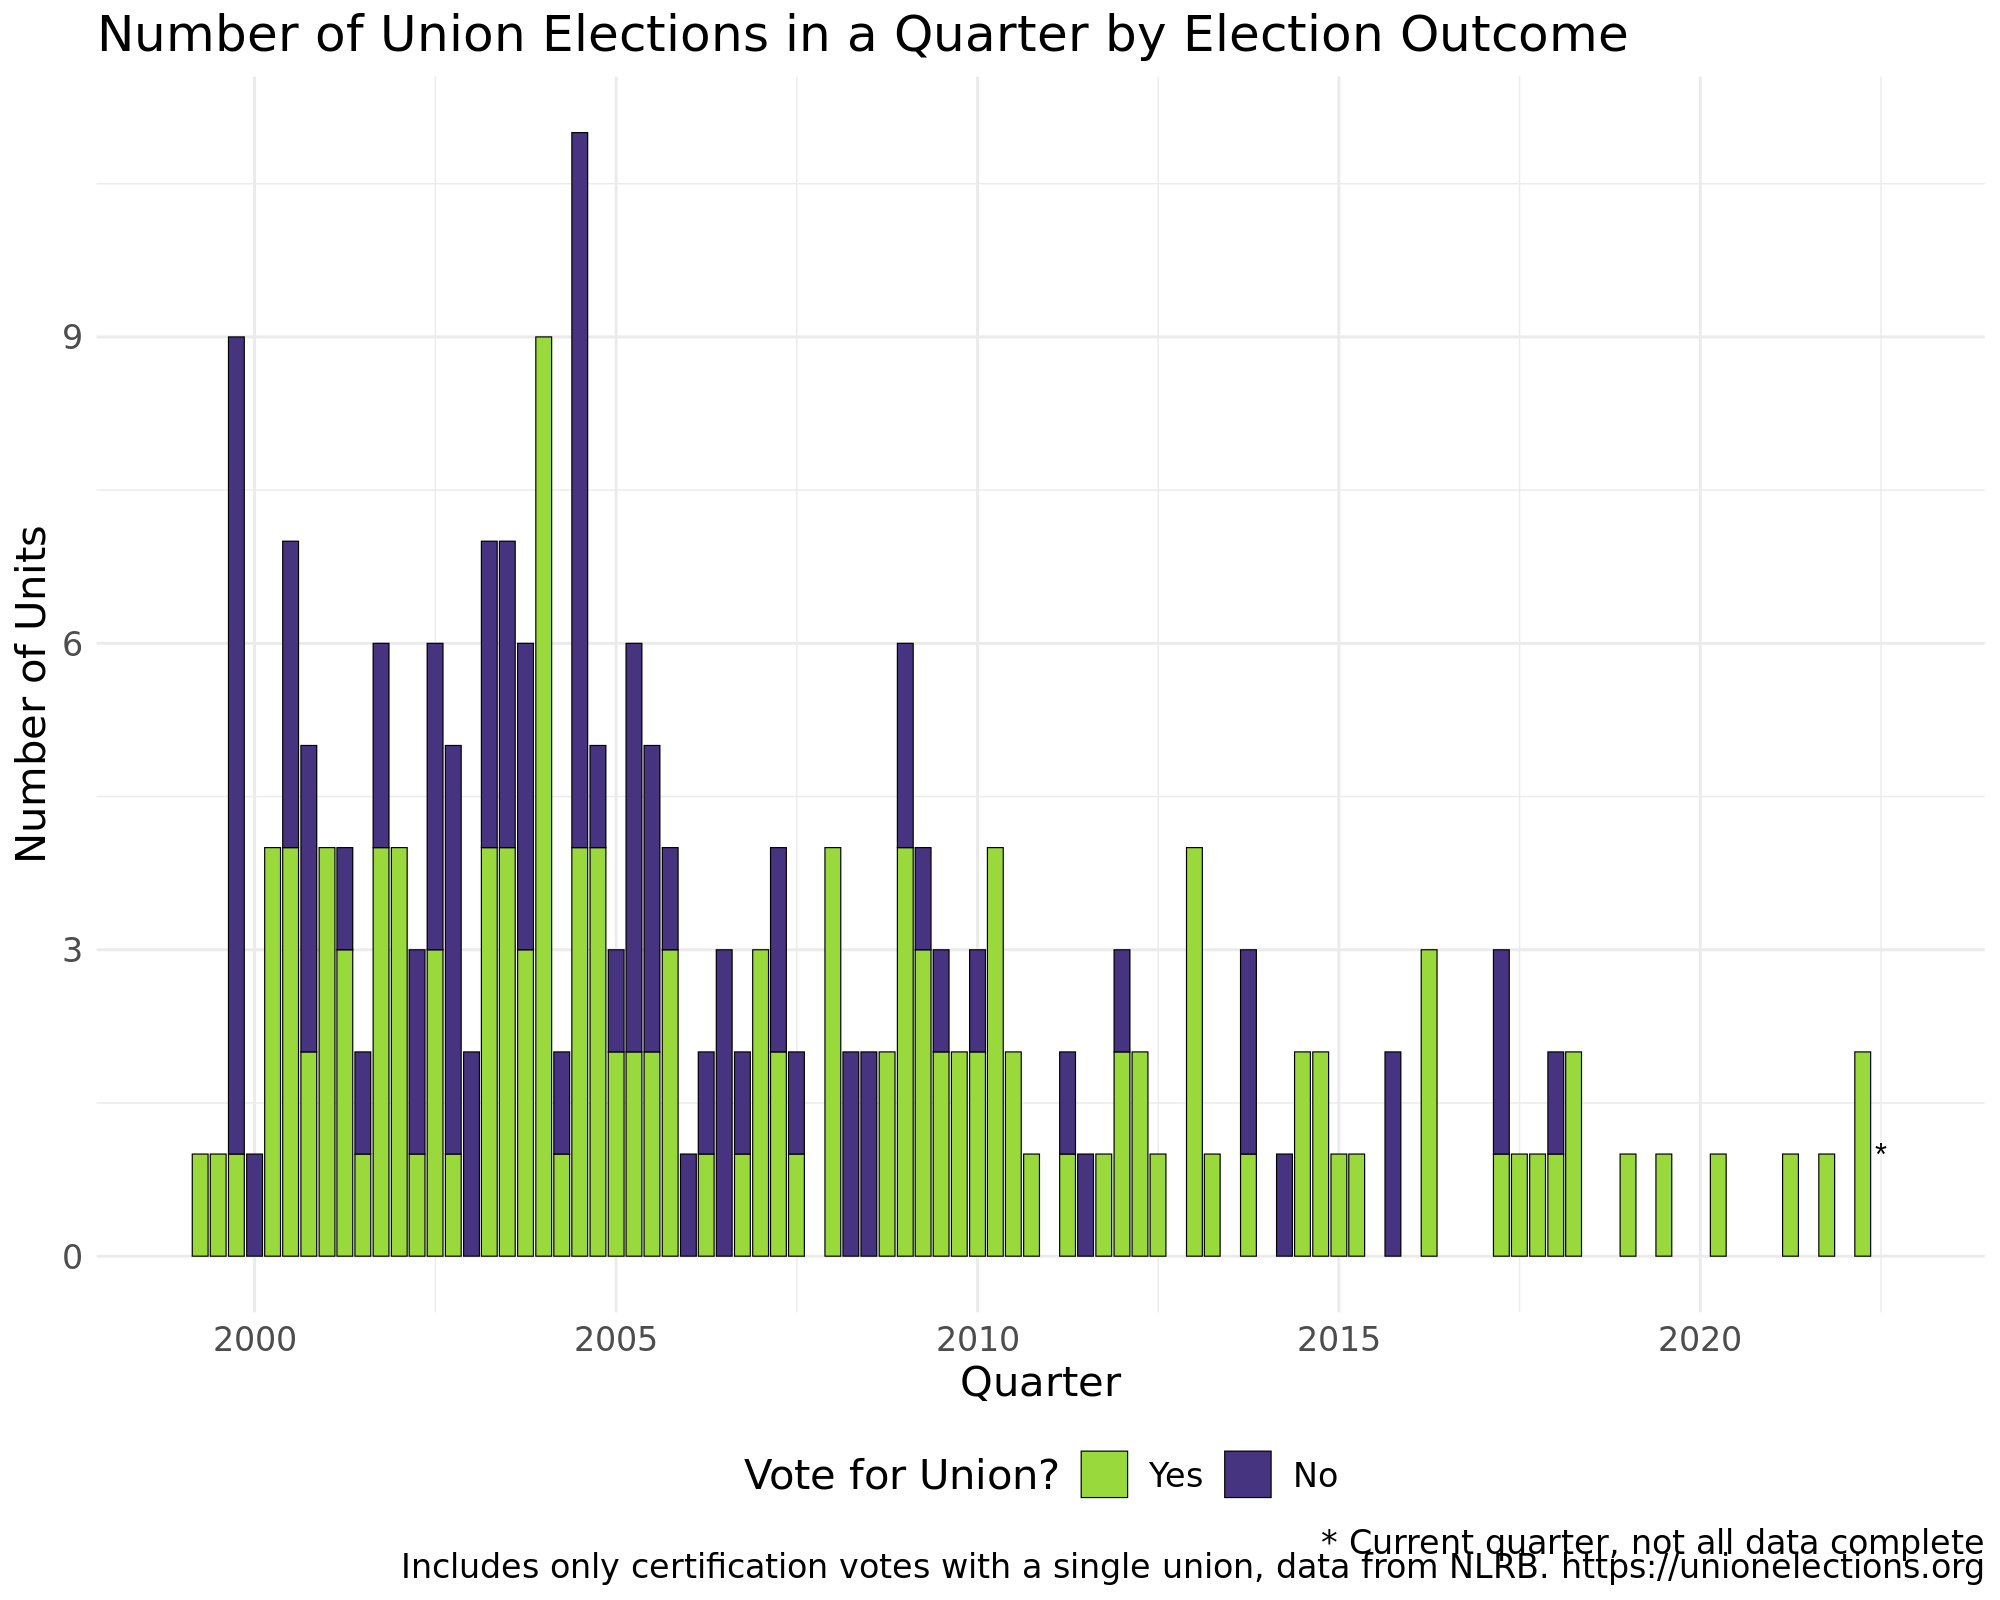 Number of Union Elections in a Quarter by Election Outcome
Number of Units
9
6
3
0
*
2000 2005 2010 2015 2020
Quarter
Vote for Union? Yes No
* Current quarter, not all data complete
Includes only certification votes with a single union, data from NLRB. https://unionelections.org